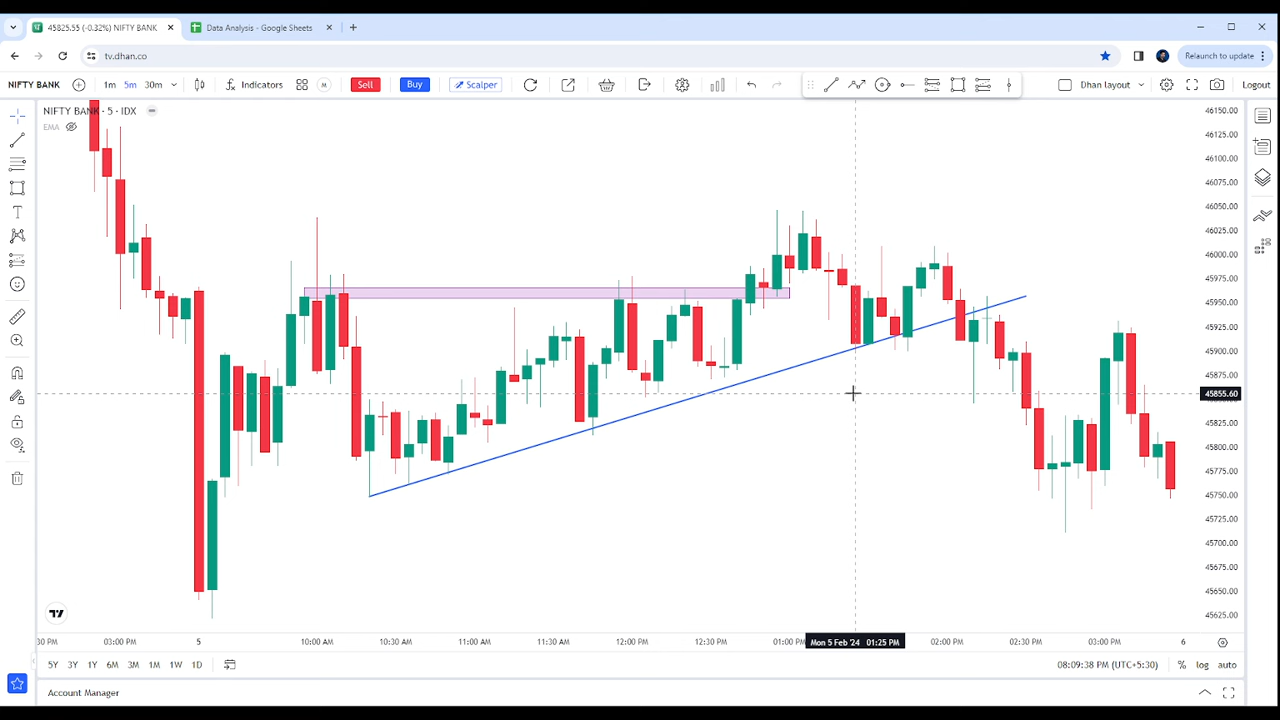 45825.55 (-0.32%) NIFTY BANK
Data Analysis - Google Sheets
tv.dhan.co
Relaunch to update
NIFTY BANK 1m 5m 30m Indicators M Sell Buy Scalper Dhan layout Logout
NIFTY BANK · 5 · IDX
EMA
46150.00
46125.00
46100.00
46075.00
46050.00
46025.00
46000.00
45975.00
45950.00
45925.00
45900.00
45875.00
45855.60
45825.00
45800.00
45775.00
45750.00
45725.00
45700.00
45675.00
45650.00
45625.00
:30 PM 03:00 PM 5 10:00 AM 10:30 AM 11:00 AM 11:30 AM 12:00 PM 12:30 PM 01:00 PM Mon 5 Feb '24 01:25 PM 02:00 PM 02:30 PM 03:00 PM 6
5Y 3Y 1Y 6M 3M 1M 1W 1D 08:09:38 PM (UTC+5:30) % log auto
Account Manager